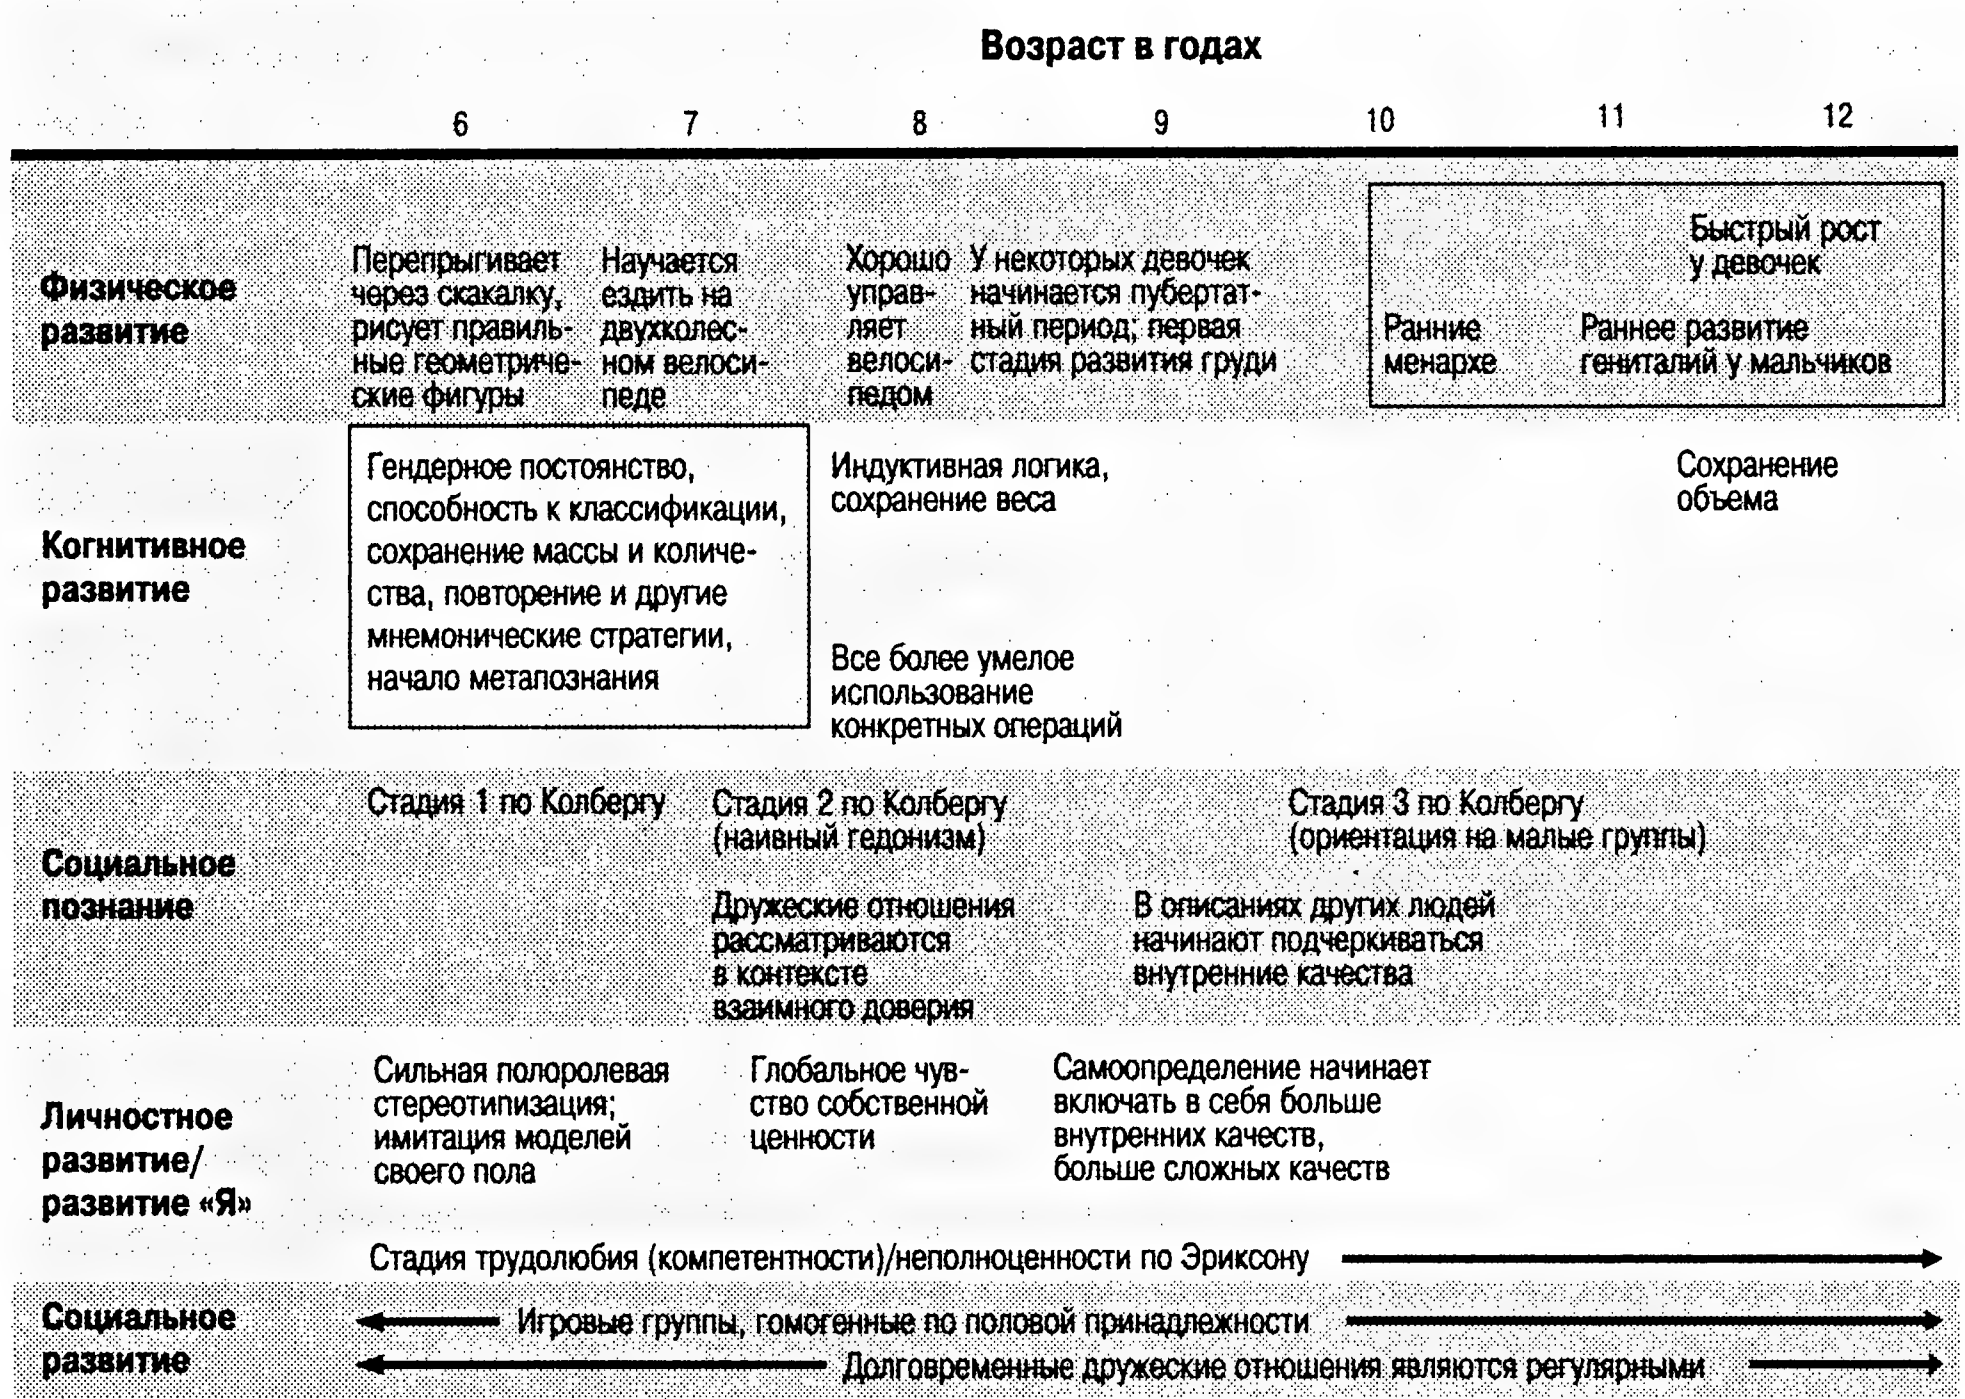 Возраст в годах
6 7 8 9 10 11 12
Физическое
развитие
Перепрыгивает
через скакалку,
рисует правиль-
ные геометриче-
ские фигуры
Научается
ездить на
двухколес-
ном велоси-
педе
Хорошо
управ-
ляет
велоси-
педом
У некоторых девочек
начинается пубертат-
ный период; первая
стадия развития груди
Ранние
менархе
Быстрый рост
у девочек
Раннее развитие
гениталий у мальчиков
Когнитивное
развитие
Гендерное постоянство,
способность к классификации,
сохранение массы и количе-
ства, повторение и другие
мнемонические стратегии,
начало метапознания
Индуктивная логика,
сохранение веса
Все более умелое
использование
конкретных операций
Сохранение
объема
Социальное
познание
Стадия 1 по Колбергу
Стадия 2 по Колбергу
(наивный гедонизм)
Дружеские отношения
рассматриваются
в контексте
взаимного доверия
Стадия 3 по Колбергу
(ориентация на малые группы)
В описаниях других людей
начинают подчеркиваться
внутренние качества
Личностное
развитие/
развитие «Я»
Сильная полоролевая
стереотипизация;
имитация моделей
своего пола
Глобальное чув-
ство собственной
ценности
Самоопределение начинает
включать в себя больше
внутренних качеств,
больше сложных качеств
Стадия трудолюбия (компетентности)/неполноценности по Эриксону
Социальное
развитие
Игровые группы, гомогенные по половой принадлежности
Долговременные дружеские отношения являются регулярными